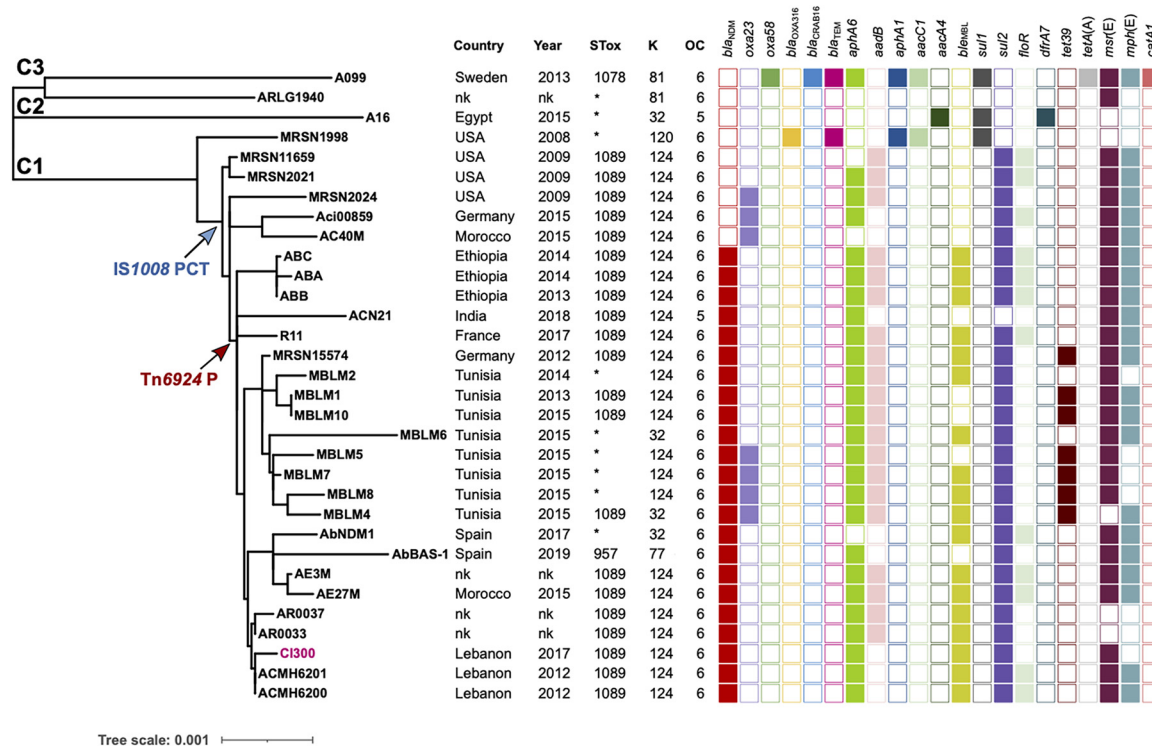 Country Year STox K OC bla NDM oxa23 oxa58 bla OXA316 bla CRAB16 bla TEM aphA6 aadB aphA1 aacC1 aacA4 ble MBL sul1 sul2 floR dfrA7 tet39 tetA(A) msr(E) mph(E) catA1
C3
A099 Sweden 2013 1078 81 6
ARLG1940 nk nk * 81 6
C2
A16 Egypt 2015 * 32 5
MRSN1998 USA 2008 * 120 6
C1
MRSN11659 USA 2009 1089 124 6
MRSN2021 USA 2009 1089 124 6
MRSN2024 USA 2009 1089 124 6
Aci00859 Germany 2015 1089 124 6
AC40M Morocco 2015 1089 124 6
ABC Ethiopia 2014 1089 124 6
IS1008 PCT
ABA Ethiopia 2014 1089 124 6
ABB Ethiopia 2013 1089 124 6
ACN21 India 2018 1089 124 5
R11 France 2017 1089 124 6
MRSN15574 Germany 2012 1089 124 6
Tn6924 P
MBLM2 Tunisia 2014 * 124 6
MBLM1 Tunisia 2013 1089 124 6
MBLM10 Tunisia 2015 1089 124 6
MBLM6 Tunisia 2015 * 32 6
MBLM5 Tunisia 2015 * 124 6
MBLM7 Tunisia 2015 * 124 6
MBLM8 Tunisia 2015 * 124 6
MBLM4 Tunisia 2015 1089 32 6
AbNDM1 Spain 2017 * 32 6
AbBAS-1 Spain 2019 957 77 6
AE3M nk nk 1089 124 6
AE27M Morocco 2015 1089 124 6
AR0037 nk nk 1089 124 6
AR0033 nk nk 1089 124 6
CI300 Lebanon 2017 1089 124 6
ACMH6201 Lebanon 2012 1089 124 6
ACMH6200 Lebanon 2012 1089 124 6
Tree scale: 0.001